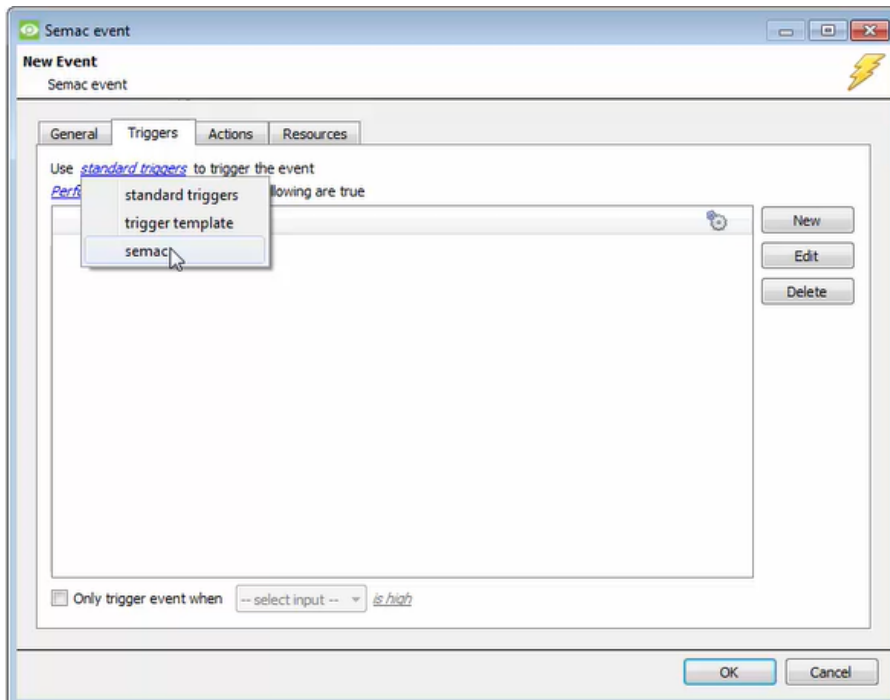 Semac event
New Event
Semac event
General Triggers Actions Resources
Use standard triggers to trigger the event
llowing are true
standard triggers
trigger template
semac
New
Edit
Delete
Only trigger event when -- select input -- is high
OK Cancel